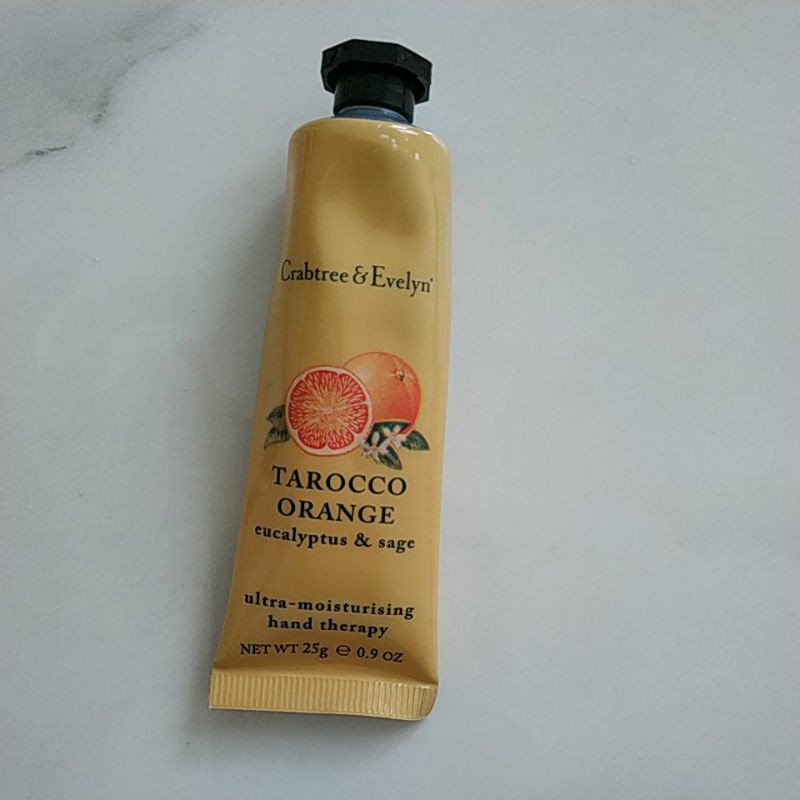 Crabtree & Evelyn®
TAROCCO
ORANGE
eucalyptus & sage
ultra-moisturising
hand therapy
NET WT 25g ℮ 0.9 OZ